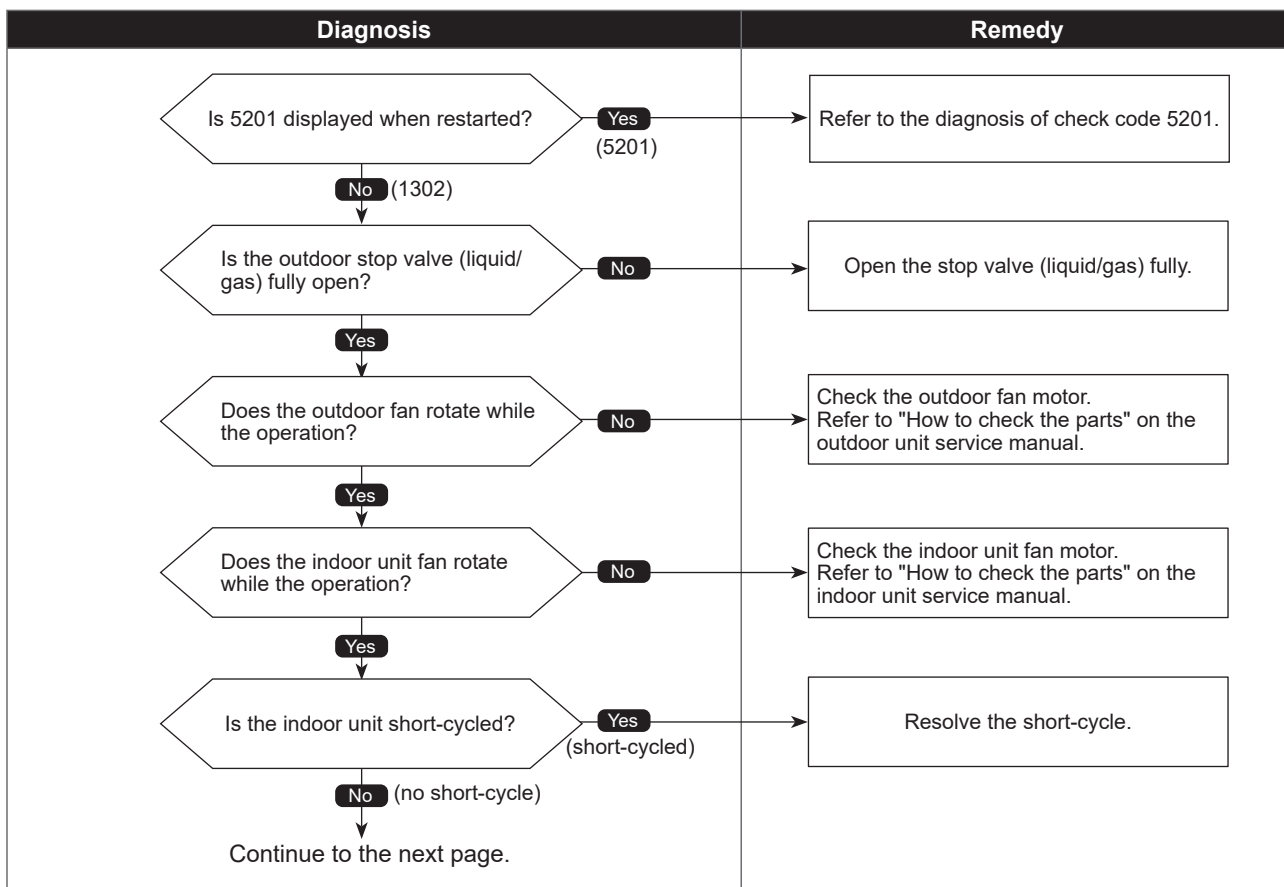 Diagnosis
Remedy
Is 5201 displayed when restarted?
Yes
(5201)
Refer to the diagnosis of check code 5201.
No (1302)
Is the outdoor stop valve (liquid/
gas) fully open?
No
Open the stop valve (liquid/gas) fully.
Yes
Does the outdoor fan rotate while
the operation?
No
Check the outdoor fan motor.
Refer to "How to check the parts" on the
outdoor unit service manual.
Yes
Does the indoor unit fan rotate
while the operation?
No
Check the indoor unit fan motor.
Refer to "How to check the parts" on the
indoor unit service manual.
Yes
Is the indoor unit short-cycled?
Yes
(short-cycled)
Resolve the short-cycle.
No (no short-cycle)
Continue to the next page.